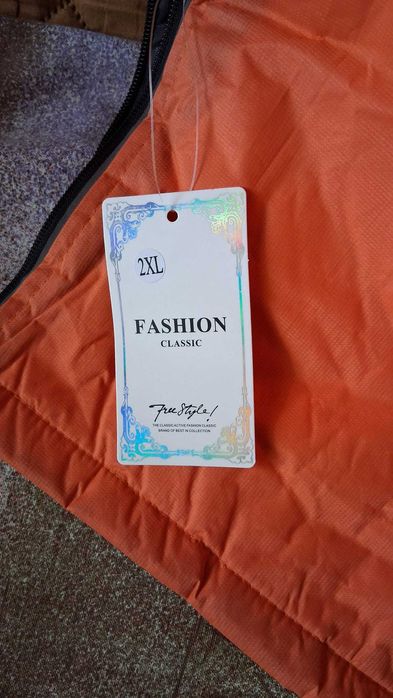 2XL
FASHION
CLASSIC
Free Style!
THE CLASSIC ACTIVE FASHION CLASSIC
BRAND OF BEST IN COLLECTION